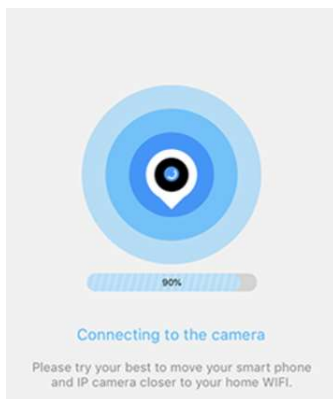 90%
Connecting to the camera
Please try your best to move your smart phone
and IP camera closer to your home WIFI.